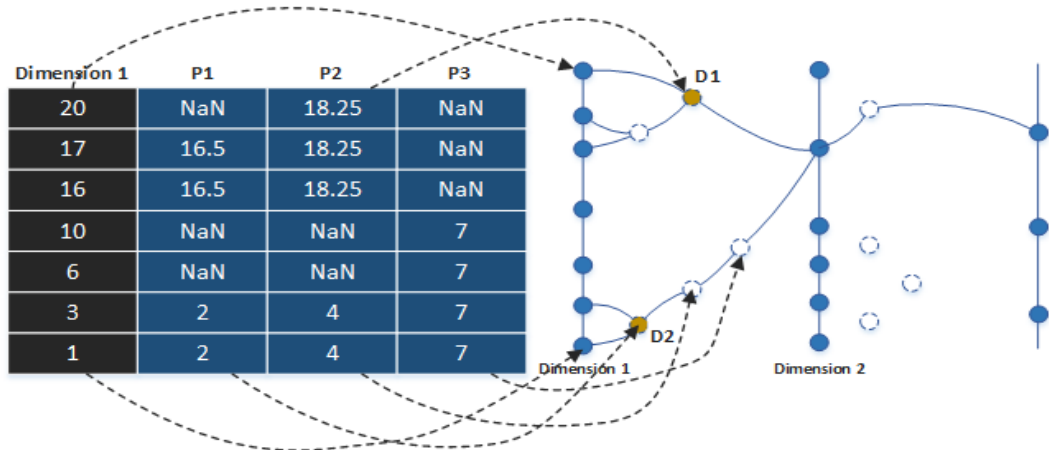 Dimension 1 P1 P2 P3
20 NaN 18.25 NaN
17 16.5 18.25 NaN
16 16.5 18.25 NaN
10 NaN NaN 7
6 NaN NaN 7
3 2 4 7
1 2 4 7
D1
D2
Dimension 1
Dimension 2